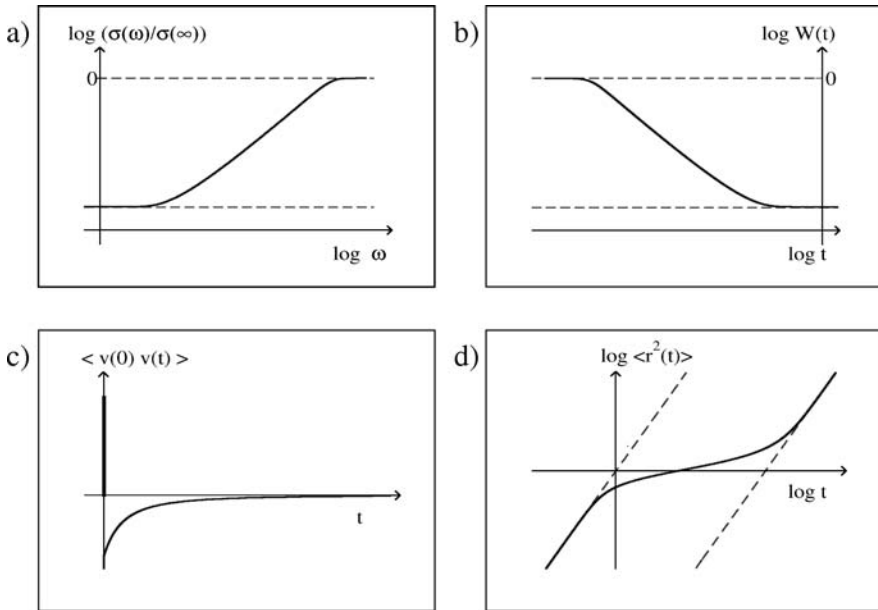 a)
log (σ(ω)/σ(∞))
0
log ω
b)
log W(t)
0
log t
c)
< v(0) v(t) >
t
d)
log <r²(t)>
log t